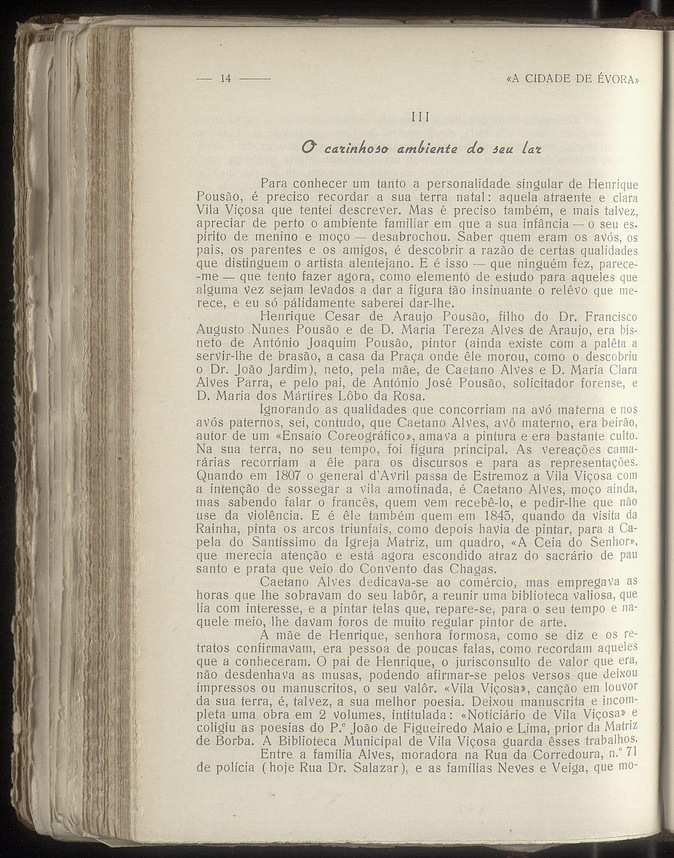 — 14 —— «A CIDADE DE ÉVORA»
III
O carinhoso ambiente do seu lar
Para conhecer um tanto a personalidade singular de Henrique
Pousão, é preciso recordar a sua terra natal: aquela atraente e clara
Vila Viçosa que tentei descrever. Mas é preciso também, e mais talvez,
apreciar de perto o ambiente familiar em que a sua infância — o seu es-
pirito de menino e moço — desabrochou. Saber quem eram os avós, os
pais, os parentes e os amigos, é descobrir a razão de certas qualidades
que distinguem o artista alentejano. E é isso — que ninguém fez, parece-
-me — que tento fazer agora, como elemento de estudo para aqueles que
alguma vez sejam levados a dar a figura tão insinuante o relêvo que me-
rece, e eu só pálidamente saberei dar-lhe.
Henrique Cesar de Araujo Pousão, filho do Dr. Francisco
Augusto Nunes Pousão e de D. Maria Tereza Alves de Araujo, era bis-
neto de António Joaquim Pousão, pintor (ainda existe com a palêta a
servir-lhe de brasão, a casa da Praça onde êle morou, como o descobriu
o Dr. João Jardim), neto, pela mãe, de Caetano Alves e D. Maria Clara
Alves Parra, e pelo pai, de António José Pousão, solicitador forense, e
D. Maria dos Mártires Lôbo da Rosa.
Ignorando as qualidades que concorriam na avó materna e nos
avós paternos, sei, contudo, que Caetano Alves, avô materno, era beirão,
autor de um «Ensaio Coreográfico», amava a pintura e era bastante culto.
Na sua terra, no seu tempo, foi figura principal. As vereações cama-
rárias recorriam a êle para os discursos e para as representações.
Quando em 1807 o general d'Avril passa de Estremoz a Vila Viçosa com
a intenção de sossegar a vila amotinada, é Caetano Alves, moço ainda,
mas sabendo falar o francês, quem vem recebê-lo, e pedir-lhe que não
use da violência. E é êle também quem em 1845, quando da visita da
Rainha, pinta os arcos triunfais, como depois havia de pintar, para a Ca-
pela do Santíssimo da Igreja Matriz, um quadro, «A Ceia do Senhor»,
que merecia atenção e está agora escondido atraz do sacrário de pau
santo e prata que veio do Convento das Chagas.
Caetano Alves dedicava-se ao comércio, mas empregava as
horas que lhe sobravam do seu labôr, a reunir uma biblioteca valiosa, que
lia com interesse, e a pintar telas que, repare-se, para o seu tempo e na-
quele meio, lhe davam foros de muito regular pintor de arte.
A mãe de Henrique, senhora formosa, como se diz e os re-
tratos confirmavam, era pessoa de poucas falas, como recordam aqueles
que a conheceram. O pai de Henrique, o jurisconsulto de valor que era,
não desdenhava as musas, podendo afirmar-se pelos versos que deixou
impressos ou manuscritos, o seu valôr. «Vila Viçosa», canção em louvor
da sua terra, é, talvez, a sua melhor poesia. Deixou manuscrita e incom-
pleta uma obra em 2 volumes, intitulada: «Noticiário de Vila Viçosa» e
coligiu as poesias do P.ᵉ João de Figueiredo Maio e Lima, prior da Matriz
de Borba. A Biblioteca Municipal de Vila Viçosa guarda êsses trabalhos.
Entre a família Alves, moradora na Rua da Corredoura, n.º 71
de polícia (hoje Rua Dr. Salazar), e as famílias Neves e Veiga, que mo-